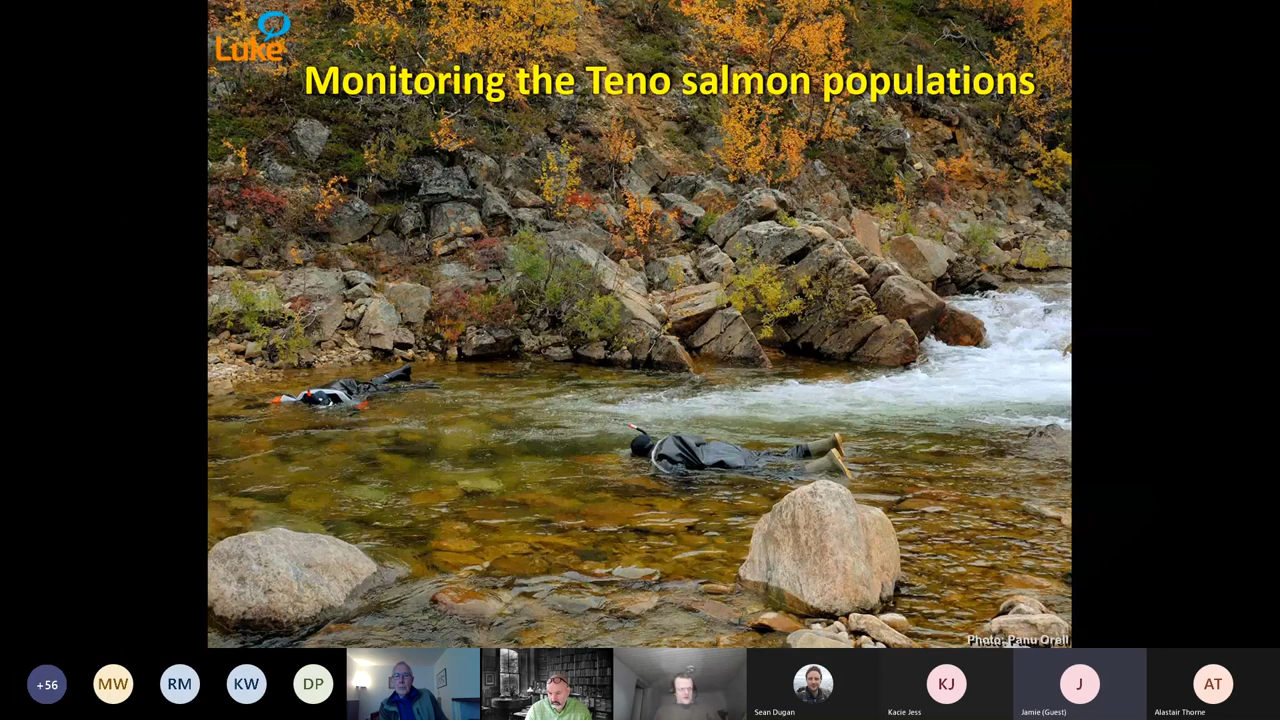 Luke
Monitoring the Teno salmon populations
Photo: Panu Orell
+56
MW
RM
KW
DP
KJ
J
AT
Sean Dugan
Kacie Jess
Jamie (Guest)
Alastair Thorne